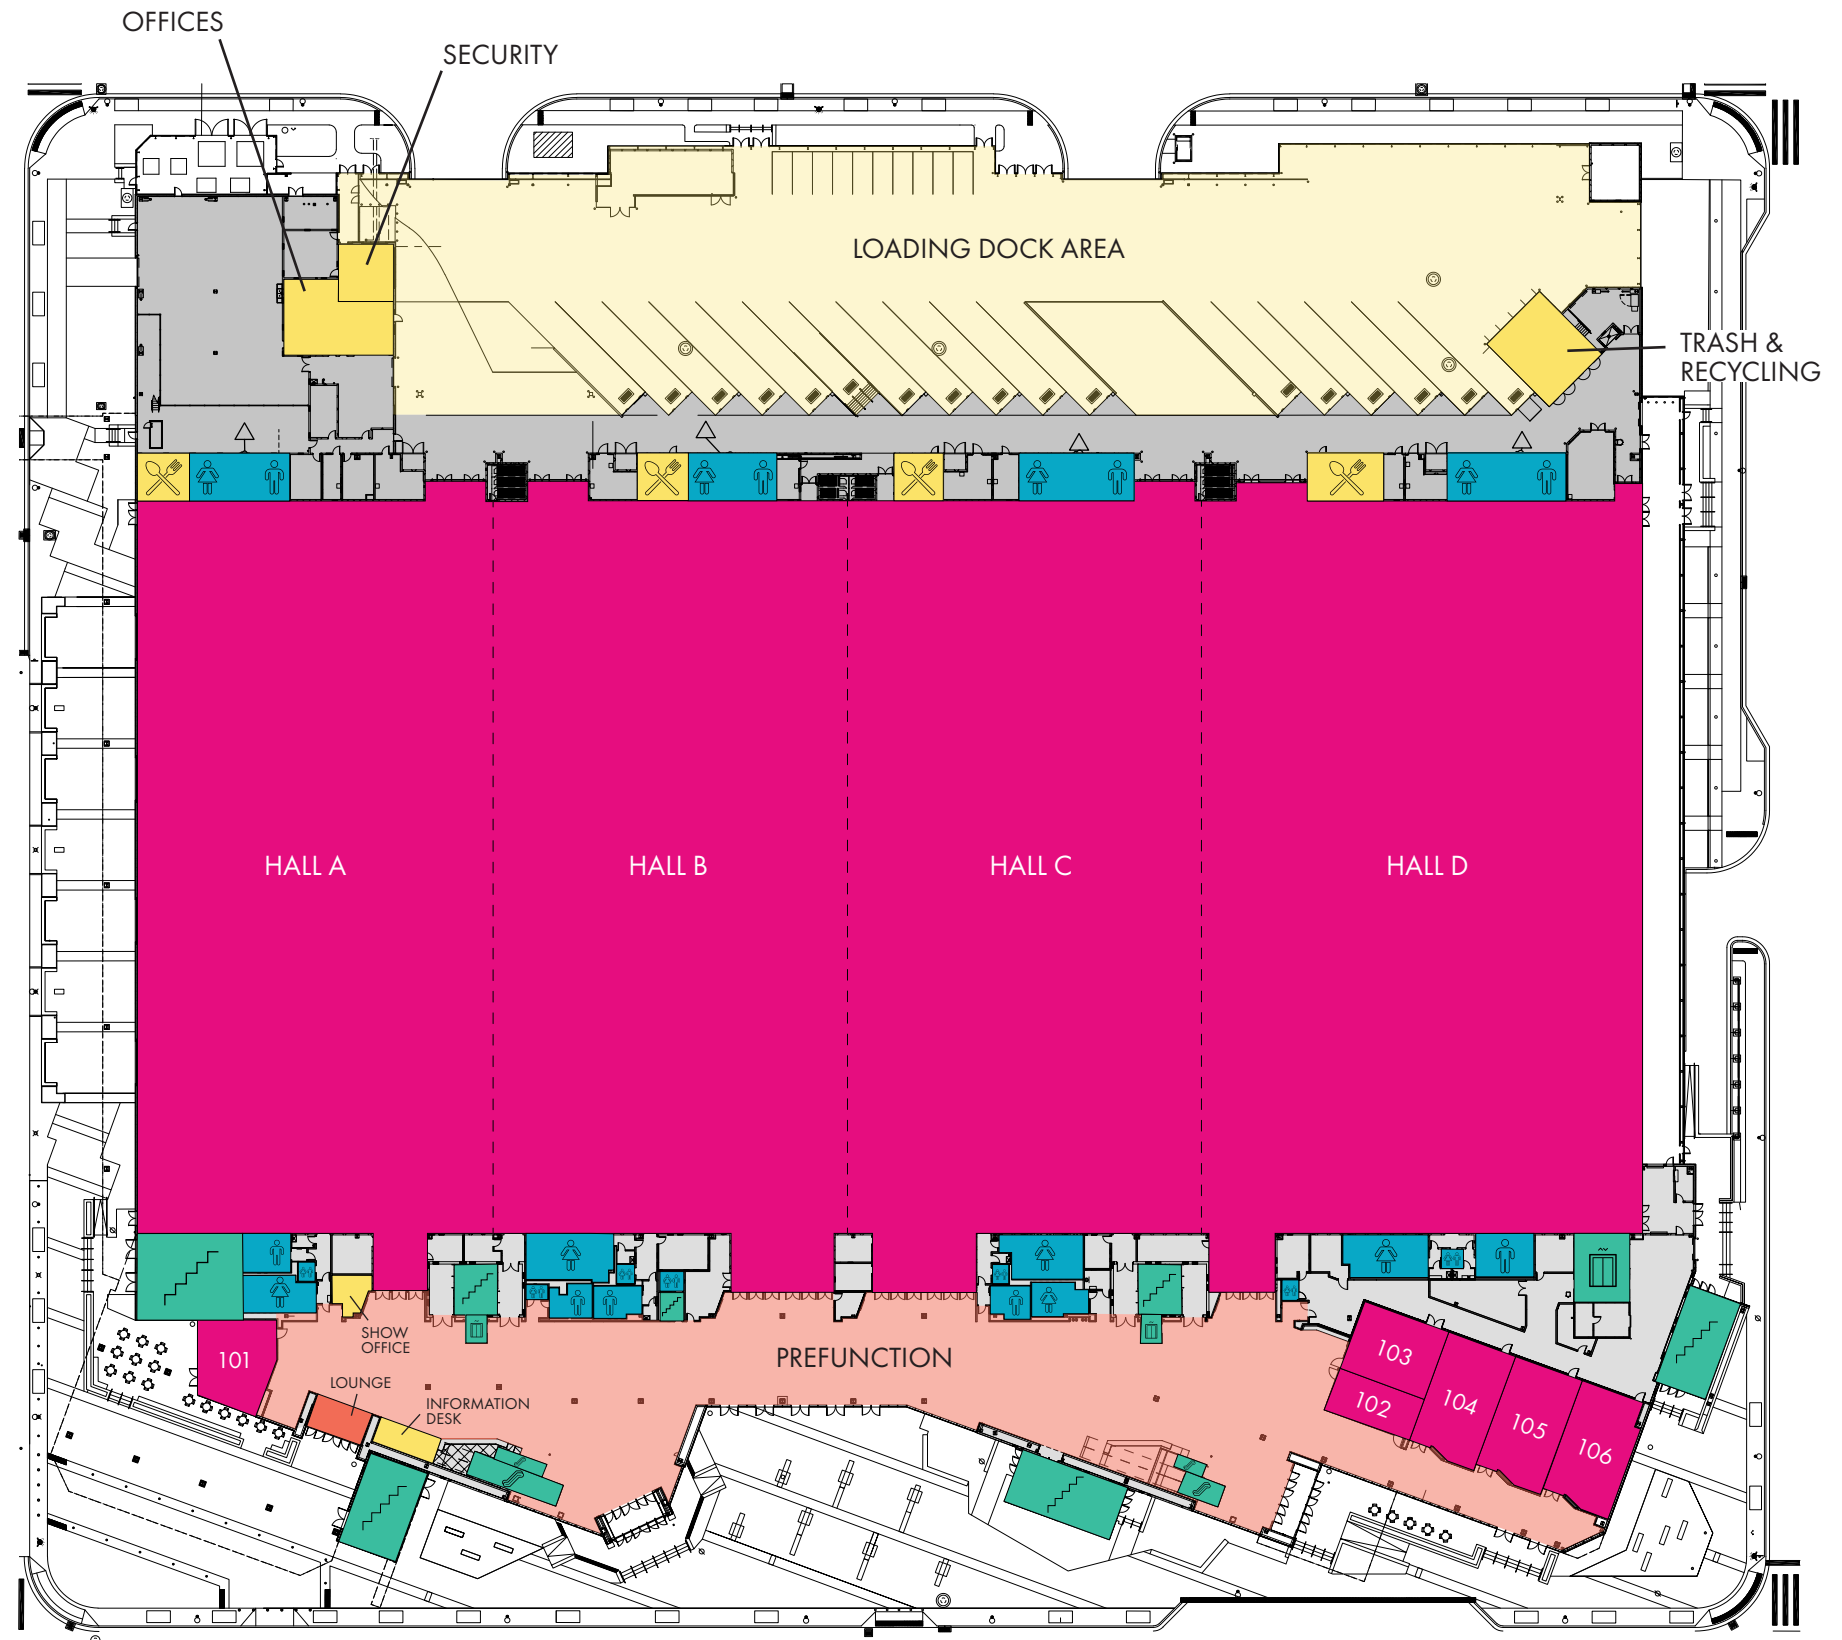 OFFICES
SECURITY
LOADING DOCK AREA
TRASH &
RECYCLING
HALL A
HALL B
HALL C
HALL D
SHOW
OFFICE
101
PREFUNCTION
103
LOUNGE
INFORMATION
DESK
102
104
105
106